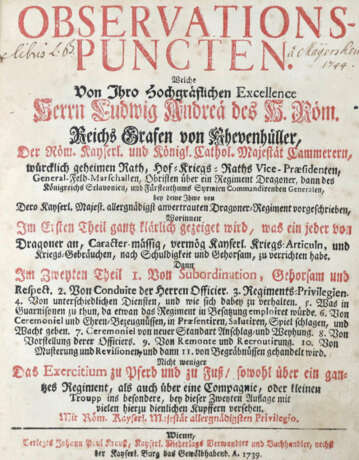 OBSERVATIONS-
PUNCTEN.
Welche
Von Ihro Hochgräflichen Excellence
Herrn Ludwig Andreä des H. Röm.
Reichs Grafen von Khevenhüller,
Der Röm. Kayserl. und Königl. Cathol. Majestät Cammerern,
würcklich geheimen Rath, Hof-Kriegs-Raths Vice-Præsidenten,
General-Feld-Marschallen, Obristen über ein Regiment Dragoner, dann des
Königreichs Sclavonien, und Fürstenthums Syrmien Commandirenden Generalen,
bey deme Ihme von
Dero Kayserl. Majest. allergnädigst anvertrauten Dragoner-Regiment vorgeschrieben,
Worinnen
Im Ersten Theil gantz klärlich gezeiget wird, was ein jeder von
Dragoner an, Caracter-mässig, vermög Kayserl. Kriegs-Articuln, und
Kriegs-Gebräuchen, nach Schuldigkeit und Gehorsam, zu verrichten habe.
Dann
Im Zweyten Theil 1. Von Subordination, Gehorsam und
Respect. 2. Von Conduite der Herren Officier. 3. Regiments-Privilegien.
4. Von unterschiedlichen Diensten, und wie sich dabey zu verhalten. 5. Was in
Guarnisonen zu thun, da etwan das Regiment in Besatzung employiret würde. 6. Von
Ceremoniel und Ehren-Bezeugnüssen, in Præsentiren, Salutiren, Spiel schlagen, und
Wacht geben. 7. Ceremoniel von neuer Standart Anschlag- und Weyhung. 8. Von
Vorstellung derer Officiers. 9. Von Remonte und Recroutirung. 10. Von
Musterung und Revisionen, und dann 11. von Begräbnüssen gehandelt wird.
Nicht weniger
Das Exercitium zu Pferd und zu Fuß, sowohl über ein gan-
tzes Regiment, als auch über eine Compagnie, oder kleinen
Troupp ins besondere, bey dieser Zweyten Auflage mit
vielen hierzu dienlichen Kupffern versehen.
Mit Röm. Kayserl. Majestät allergnädigsten Privilegio.
Wienn,
Verlegts Johann Paul Krauß, Kayserl. Niederlags Verwandter und Buchhandler, nechst
der Kayserl. Burg das Gewölb habend. A. 1739.